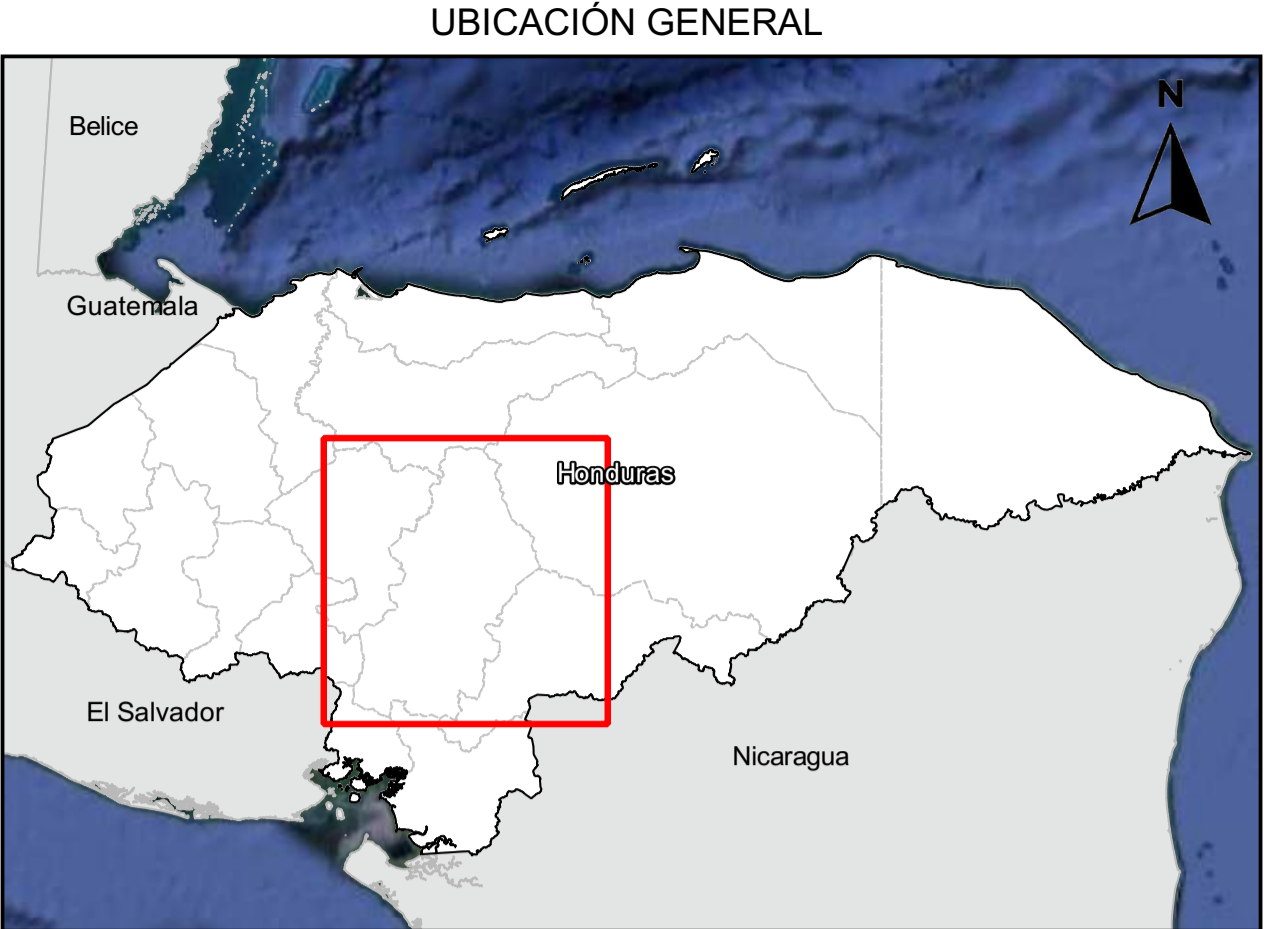 UBICACIÓN GENERAL
N
Belice
Guatemala
Honduras
El Salvador
Nicaragua